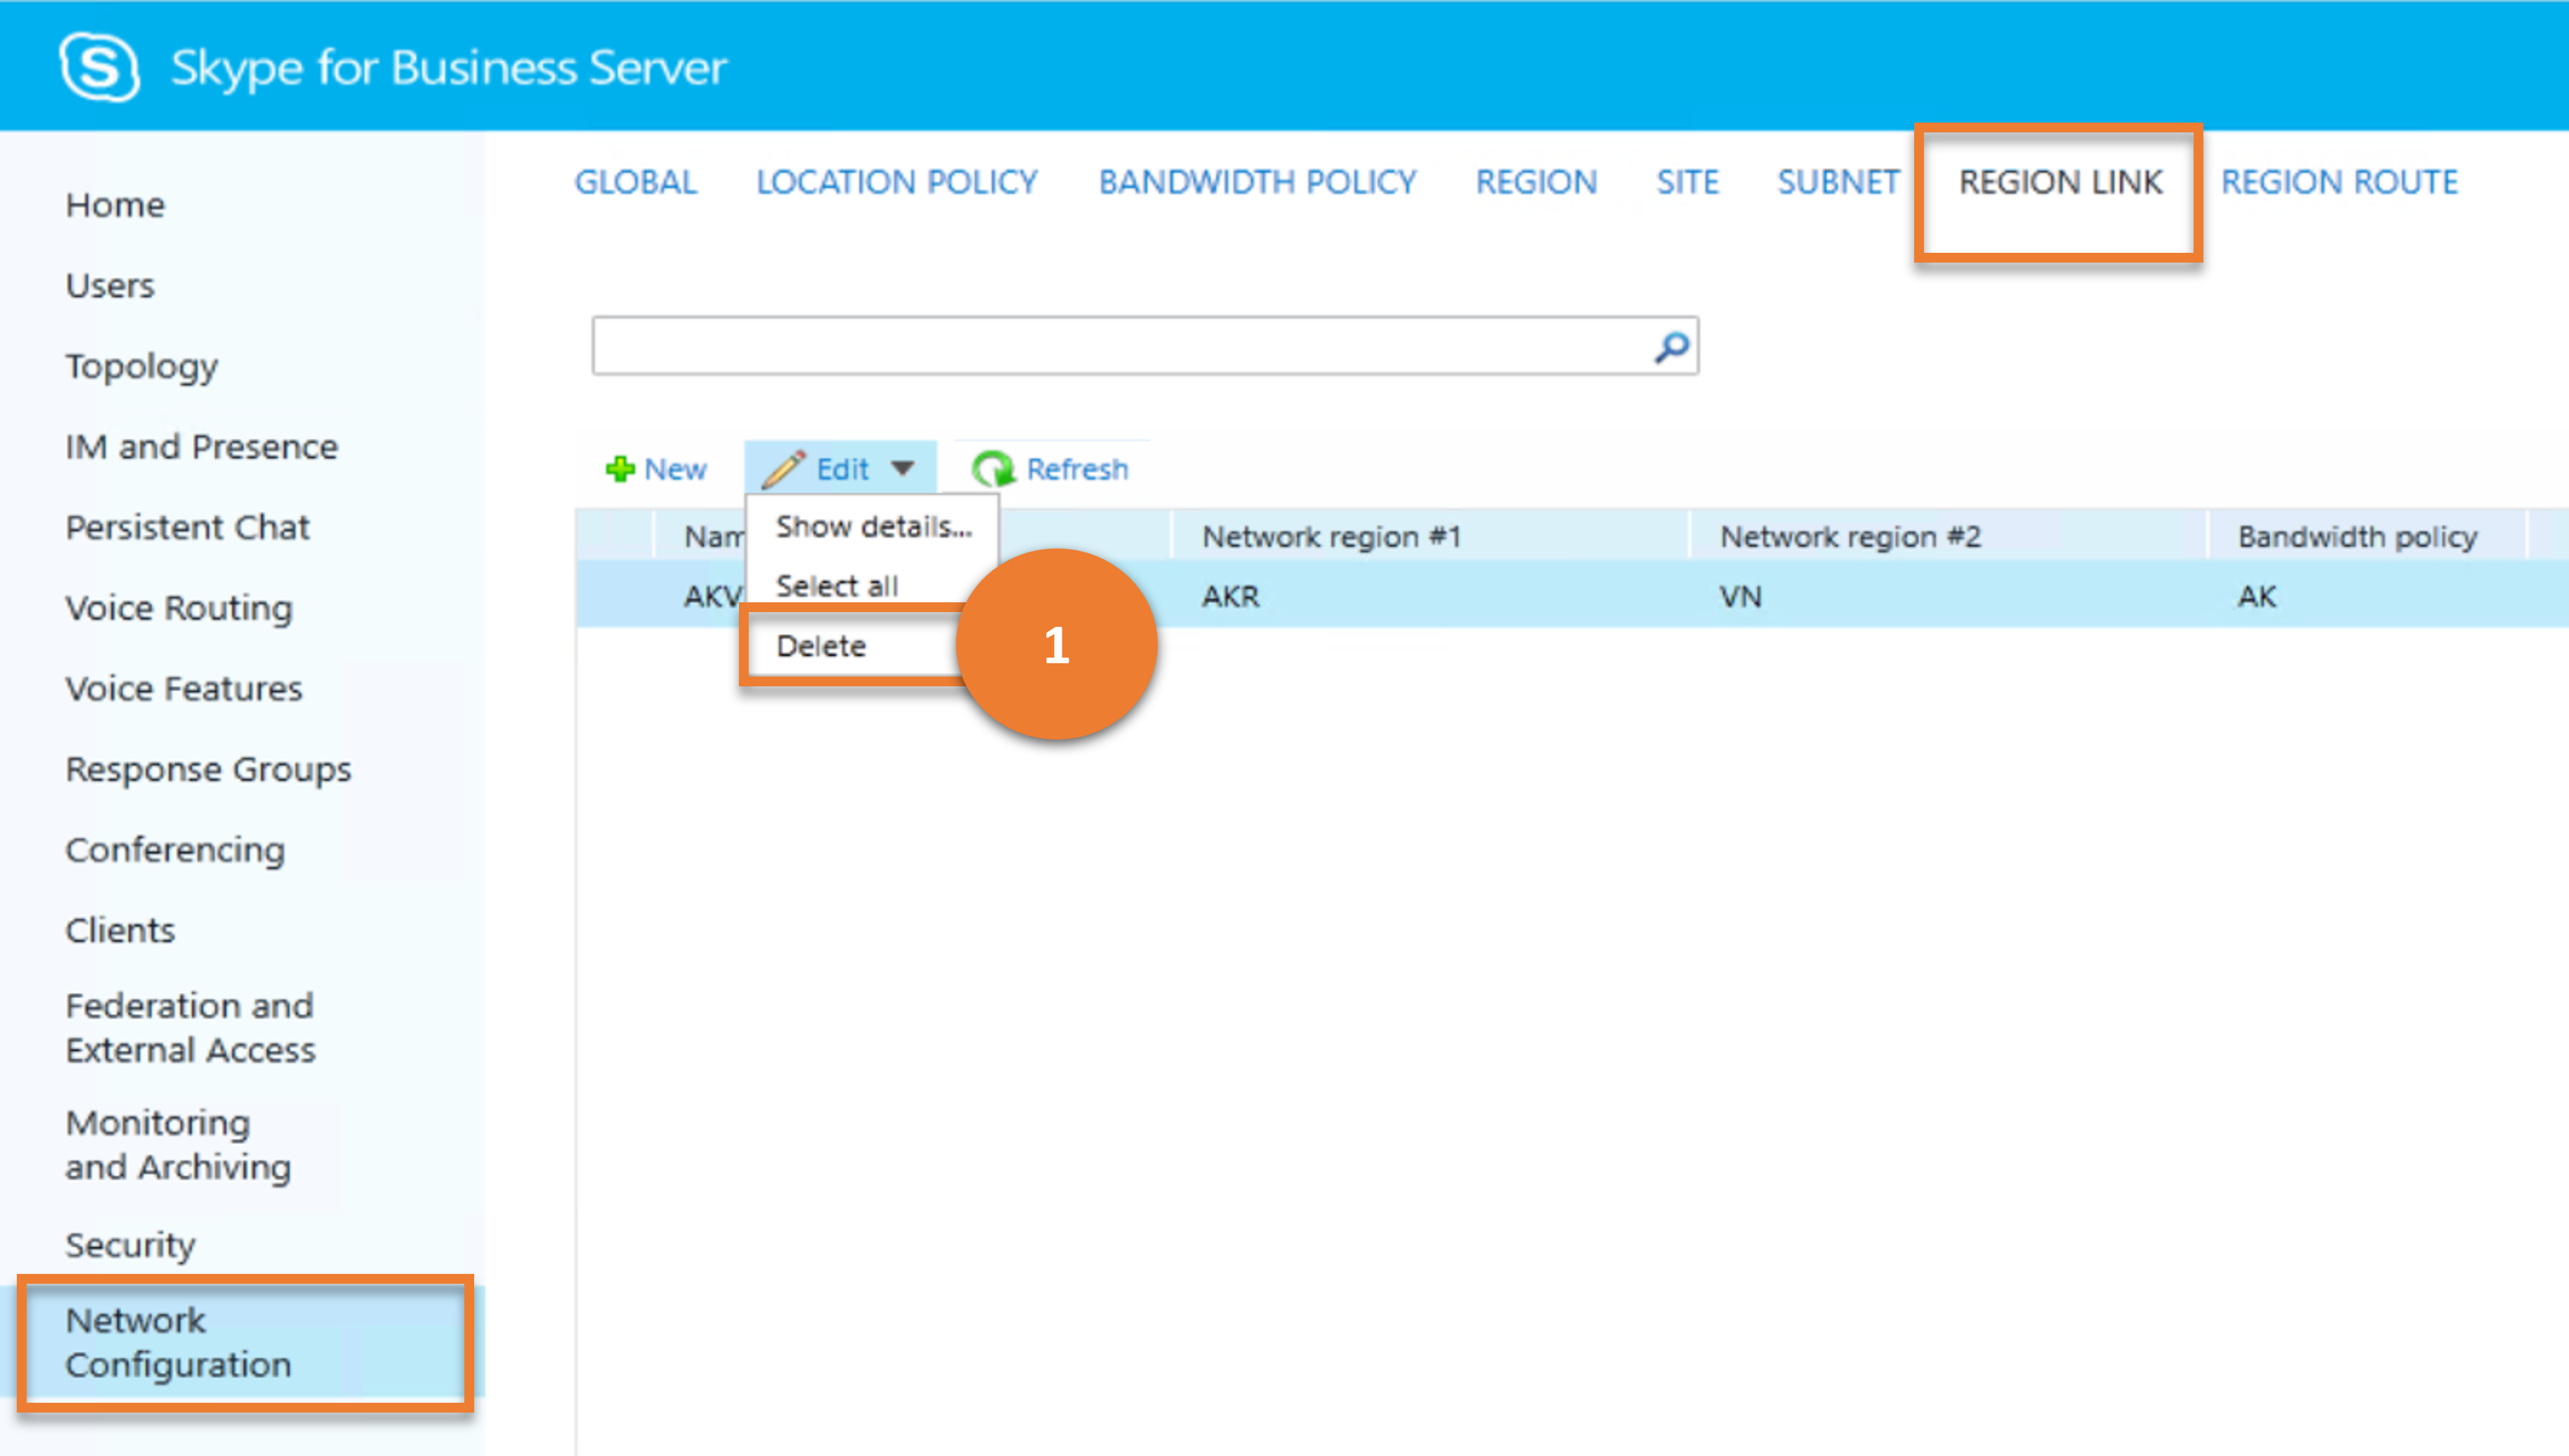 Skype for Business Server
Home
Users
Topology
IM and Presence
Persistent Chat
Voice Routing
Voice Features
Response Groups
Conferencing
Clients
Federation and
External Access
Monitoring
and Archiving
Security
Network
Configuration
GLOBAL LOCATION POLICY BANDWIDTH POLICY REGION SITE SUBNET REGION LINK REGION ROUTE
New Edit Refresh
Show details...
Select all
Delete
1
Network region #1 Network region #2 Bandwidth policy
AKR VN AK